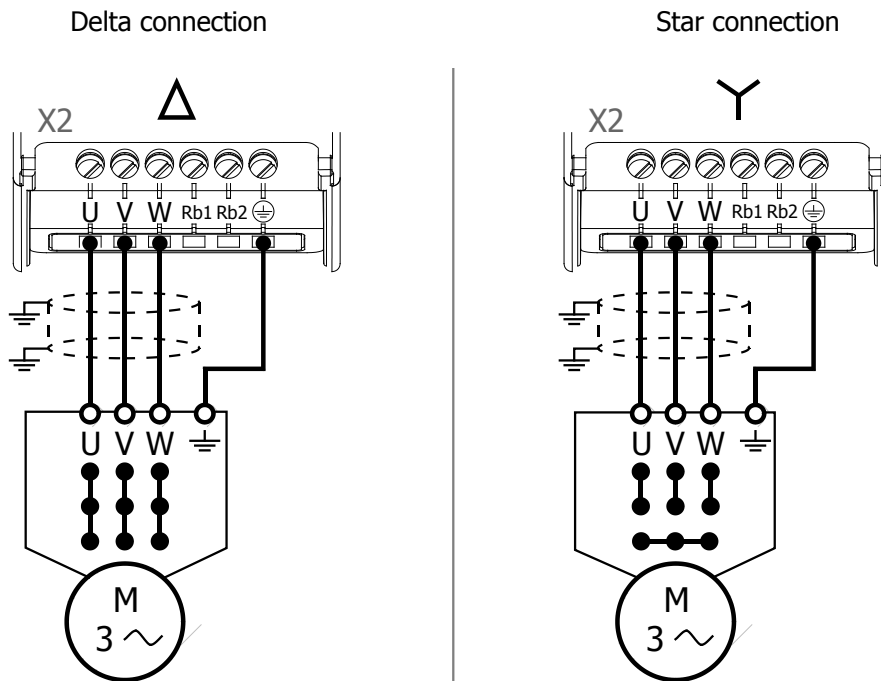 Delta connection
X2
U V W Rb1 Rb2
U V W
M
3
Star connection
X2
U V W Rb1 Rb2
U V W
M
3